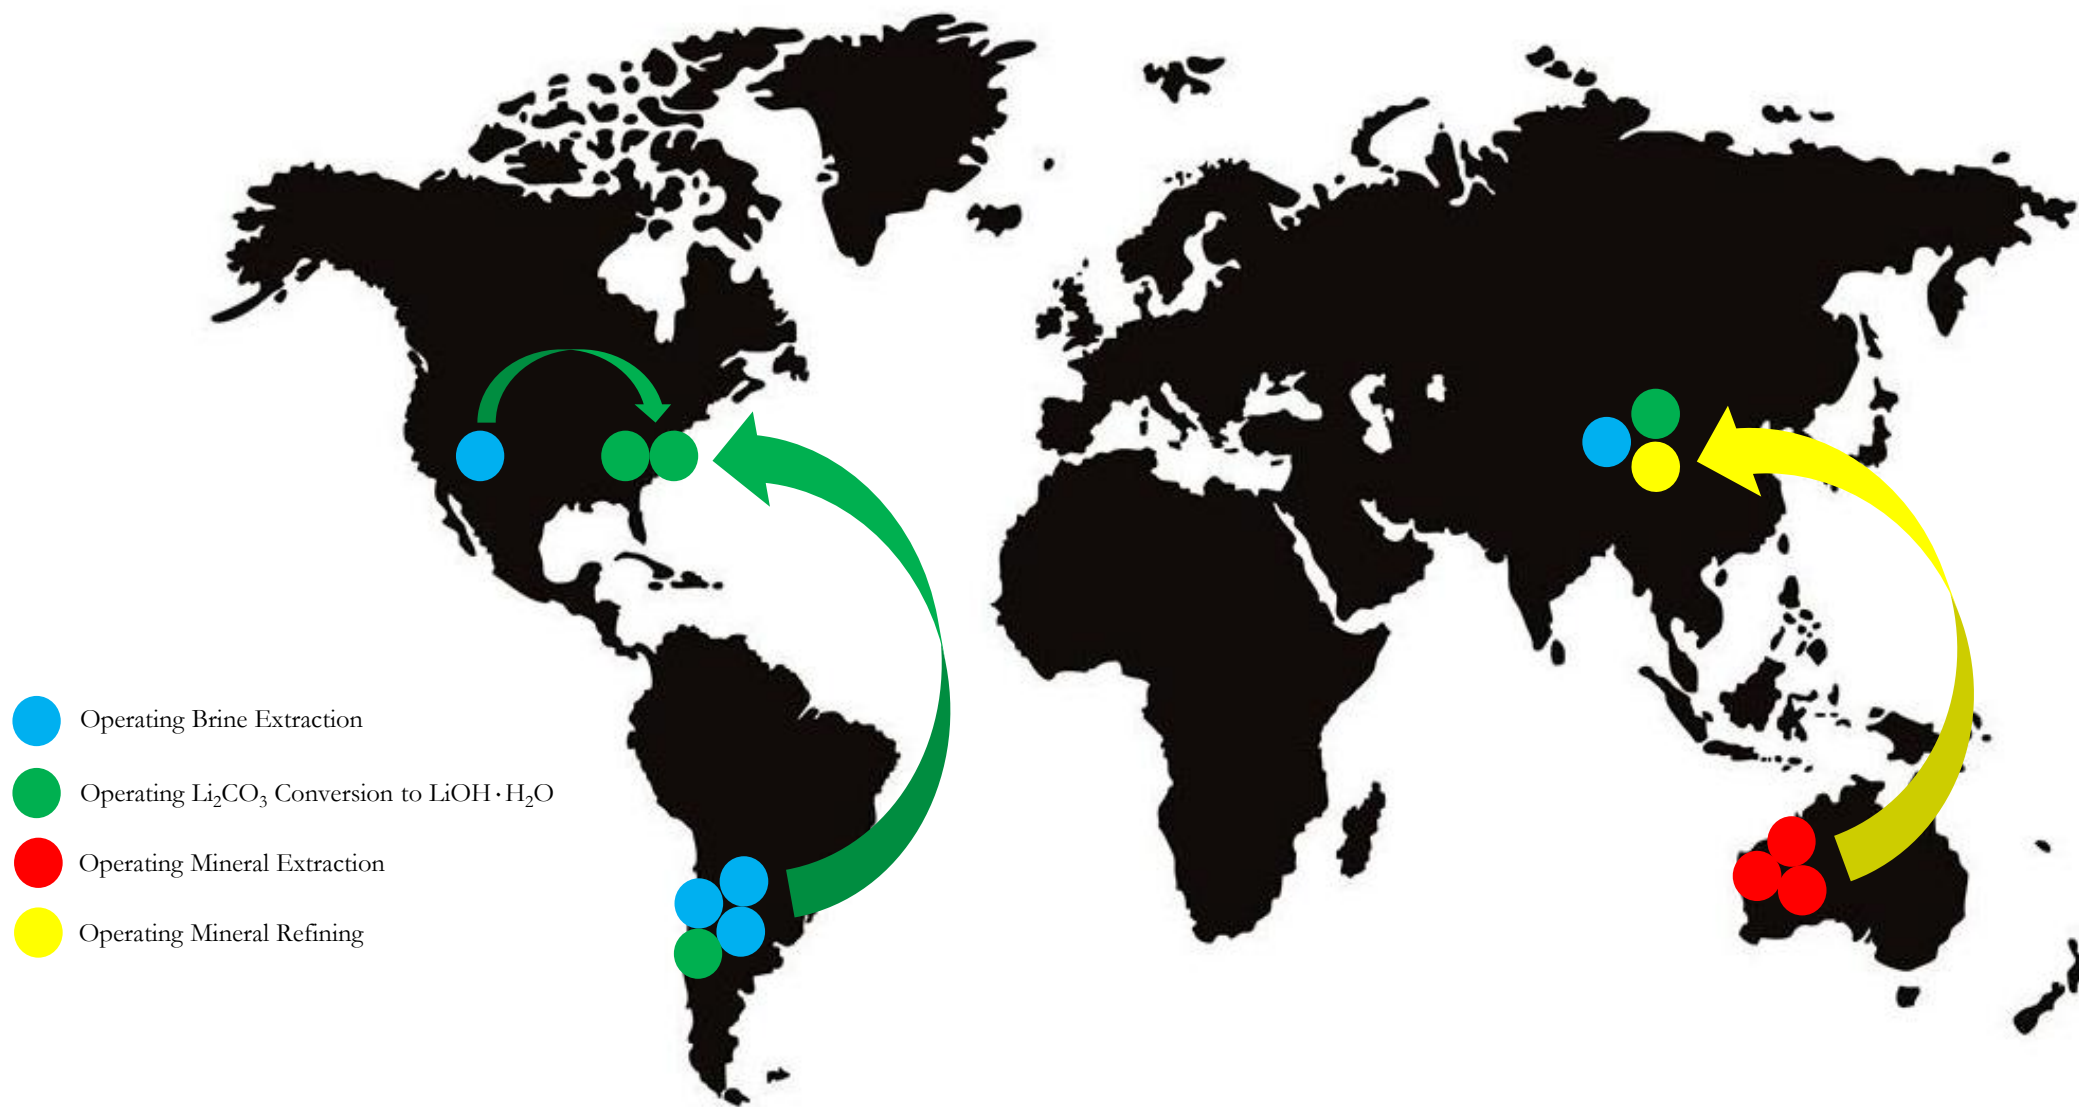 Operating Brine Extraction
Operating Li₂CO₃ Conversion to LiOH·H₂O
Operating Mineral Extraction
Operating Mineral Refining